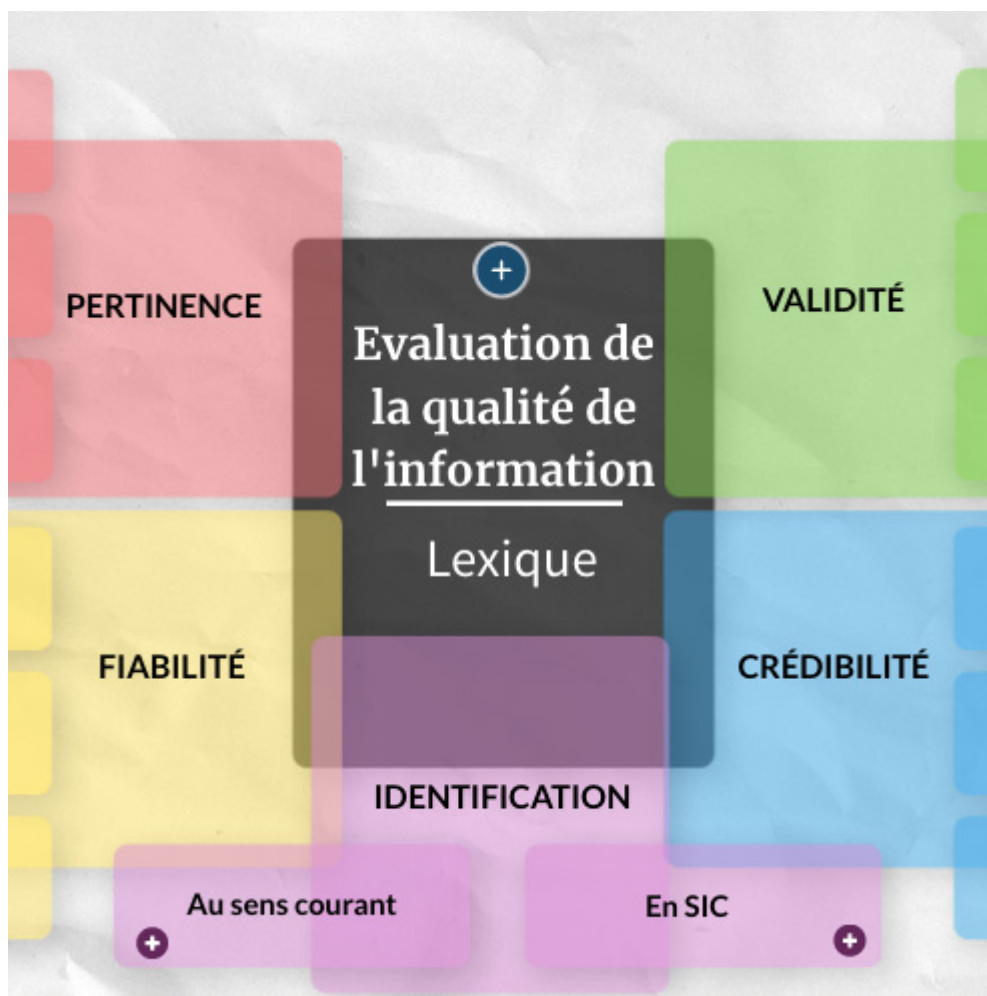 PERTINENCE
VALIDITÉ
Evaluation de
la qualité de
l'information
Lexique
FIABILITÉ
CRÉDIBILITÉ
IDENTIFICATION
Au sens courant
En SIC